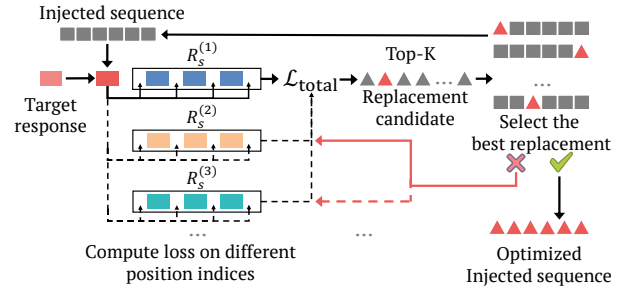 Injected sequence
R_s^{(1)}
Top-K
ℒ_total
...
...
Target
response
Replacement
candidate
R_s^{(2)}
Select the
best replacement
R_s^{(3)}
...
...
Compute loss on different
position indices
Optimized
Injected sequence